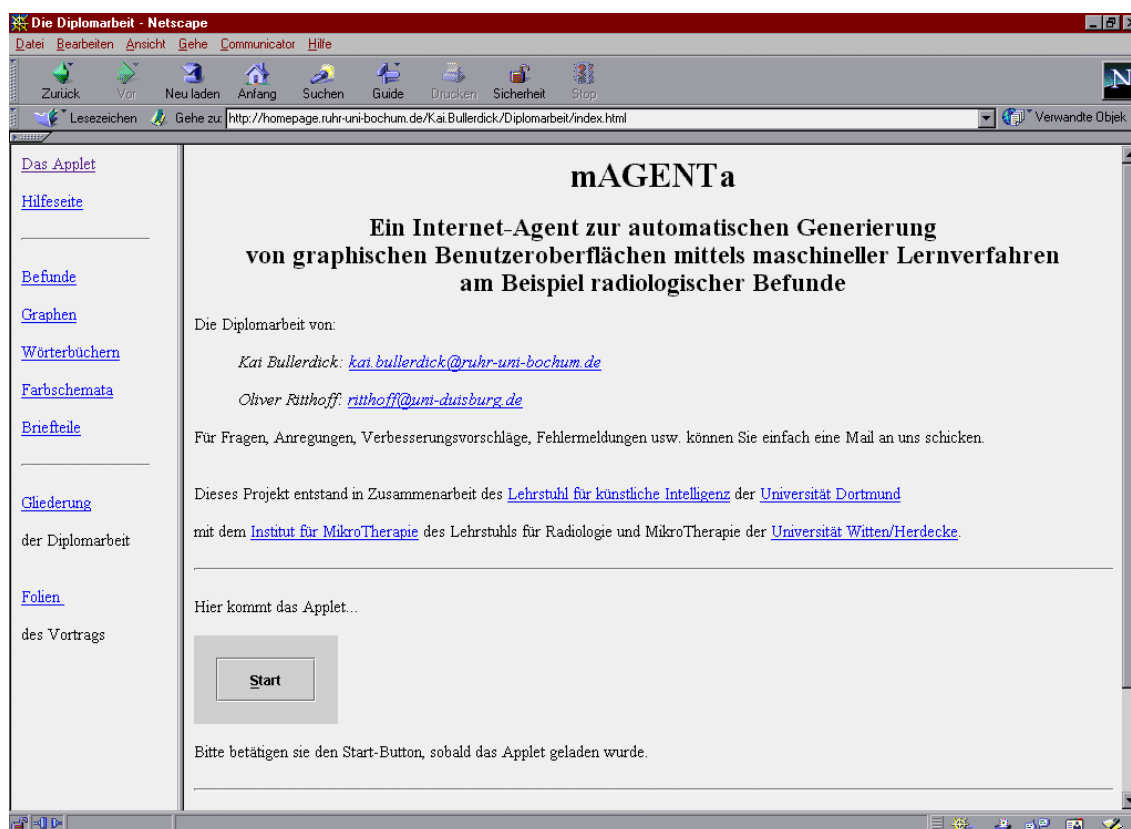 Die Diplomarbeit - Netscape
Datei Bearbeiten Ansicht Gehe Communicator Hilfe
Zurück Vor Neu laden Anfang Suchen Guide Drucken Sicherheit Stop
N
Lesezeichen Gehe zu: http://homepage.ruhr-uni-bochum.de/Kai.Bullerdick/Diplomarbeit/index.html Verwandte Objek
Das Applet
Hilfeseite
Befunde
Graphen
Wörterbüchern
Farbschemata
Briefteile
Gliederung
der Diplomarbeit
Folien
des Vortrags
mAGENTa
Ein Internet-Agent zur automatischen Generierung
von graphischen Benutzeroberflächen mittels maschineller Lernverfahren
am Beispiel radiologischer Befunde
Die Diplomarbeit von:
Kai Bullerdick: kai.bullerdick@ruhr-uni-bochum.de
Oliver Ritthoff: ritthoff@uni-duisburg.de
Für Fragen, Anregungen, Verbesserungsvorschläge, Fehlermeldungen usw. können Sie einfach eine Mail an uns schicken.
Dieses Projekt entstand in Zusammenarbeit des Lehrstuhl für künstliche Intelligenz der Universität Dortmund
mit dem Institut für MikroTherapie des Lehrstuhls für Radiologie und MikroTherapie der Universität Witten/Herdecke.
Hier kommt das Applet...
Start
Bitte betätigen sie den Start-Button, sobald das Applet geladen wurde.